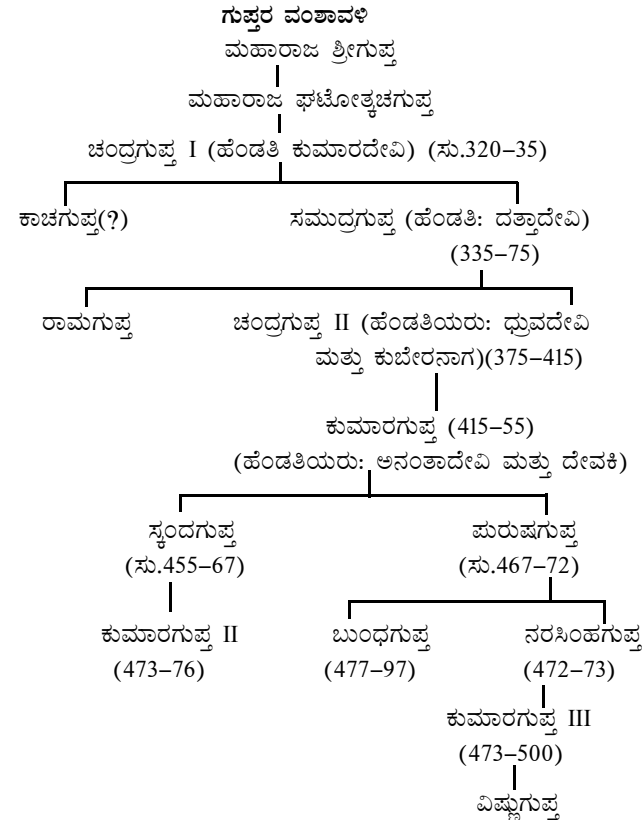 ಗುಪ್ತರ ವಂಶಾವಳಿ
ಮಹಾರಾಜ ಶ್ರೀಗುಪ್ತ
ಮಹಾರಾಜ ಘಟೋತ್ಕಚಗುಪ್ತ
ಚಂದ್ರಗುಪ್ತ I (ಹೆಂಡತಿ ಕುಮಾರದೇವಿ) (ಸು.320–35)
ಕಾಚಗುಪ್ತ(?) ಸಮುದ್ರಗುಪ್ತ (ಹೆಂಡತಿ: ದತ್ತಾದೇವಿ)
(335–75)
ರಾಮಗುಪ್ತ ಚಂದ್ರಗುಪ್ತ II (ಹೆಂಡತಿಯರು: ಧ್ರುವದೇವಿ
ಮತ್ತು ಕುಬೇರನಾಗ)(375–415)
ಕುಮಾರಗುಪ್ತ (415–55)
(ಹೆಂಡತಿಯರು: ಅನಂತಾದೇವಿ ಮತ್ತು ದೇವಕಿ)
ಸ್ಕಂದಗುಪ್ತ ಪುರುಷಗುಪ್ತ
(ಸು.455–67) (ಸು.467–72)
ಕುಮಾರಗುಪ್ತ II ಬುಂಧಗುಪ್ತ ನರಸಿಂಹಗುಪ್ತ
(473–76) (477–97) (472–73)
ಕುಮಾರಗುಪ್ತ III
(473–500)
ವಿಷ್ಣುಗುಪ್ತ